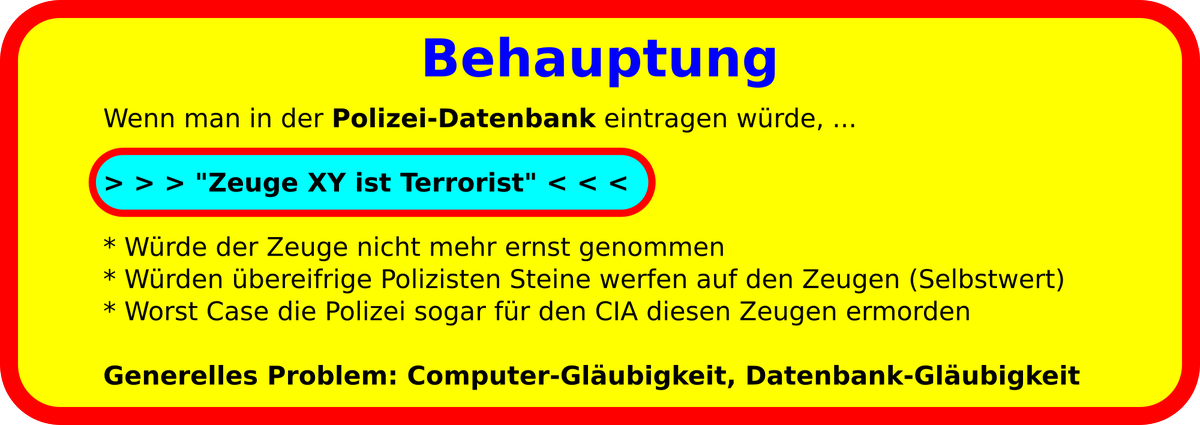 Behauptung
Wenn man in der Polizei-Datenbank eintragen würde, ...
> > > "Zeuge XY ist Terrorist" < < <
* Würde der Zeuge nicht mehr ernst genommen
* Würden übereifrige Polizisten Steine werfen auf den Zeugen (Selbstwert)
* Worst Case die Polizei sogar für den CIA diesen Zeugen ermorden
Generelles Problem: Computer-Gläubigkeit, Datenbank-Gläubigkeit